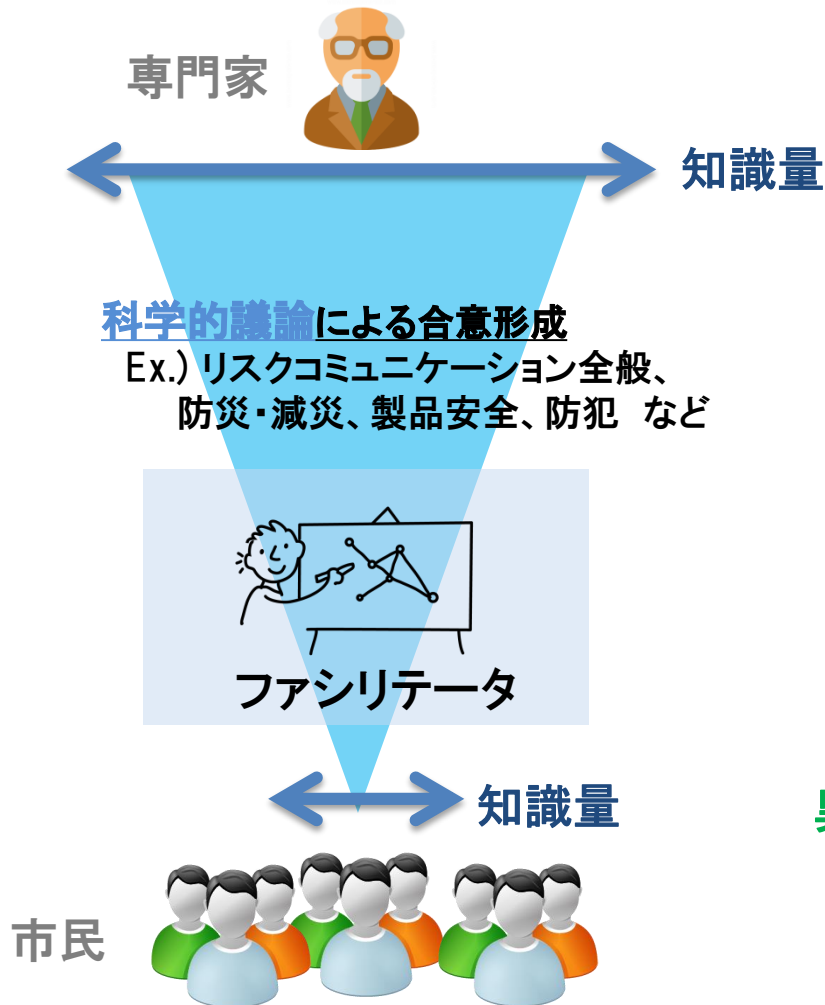 専門家
知識量
科学的議論による合意形成
Ex.) リスクコミュニケーション全般、
防災・減災、製品安全、防犯 など
ファシリテータ
知識量
市民